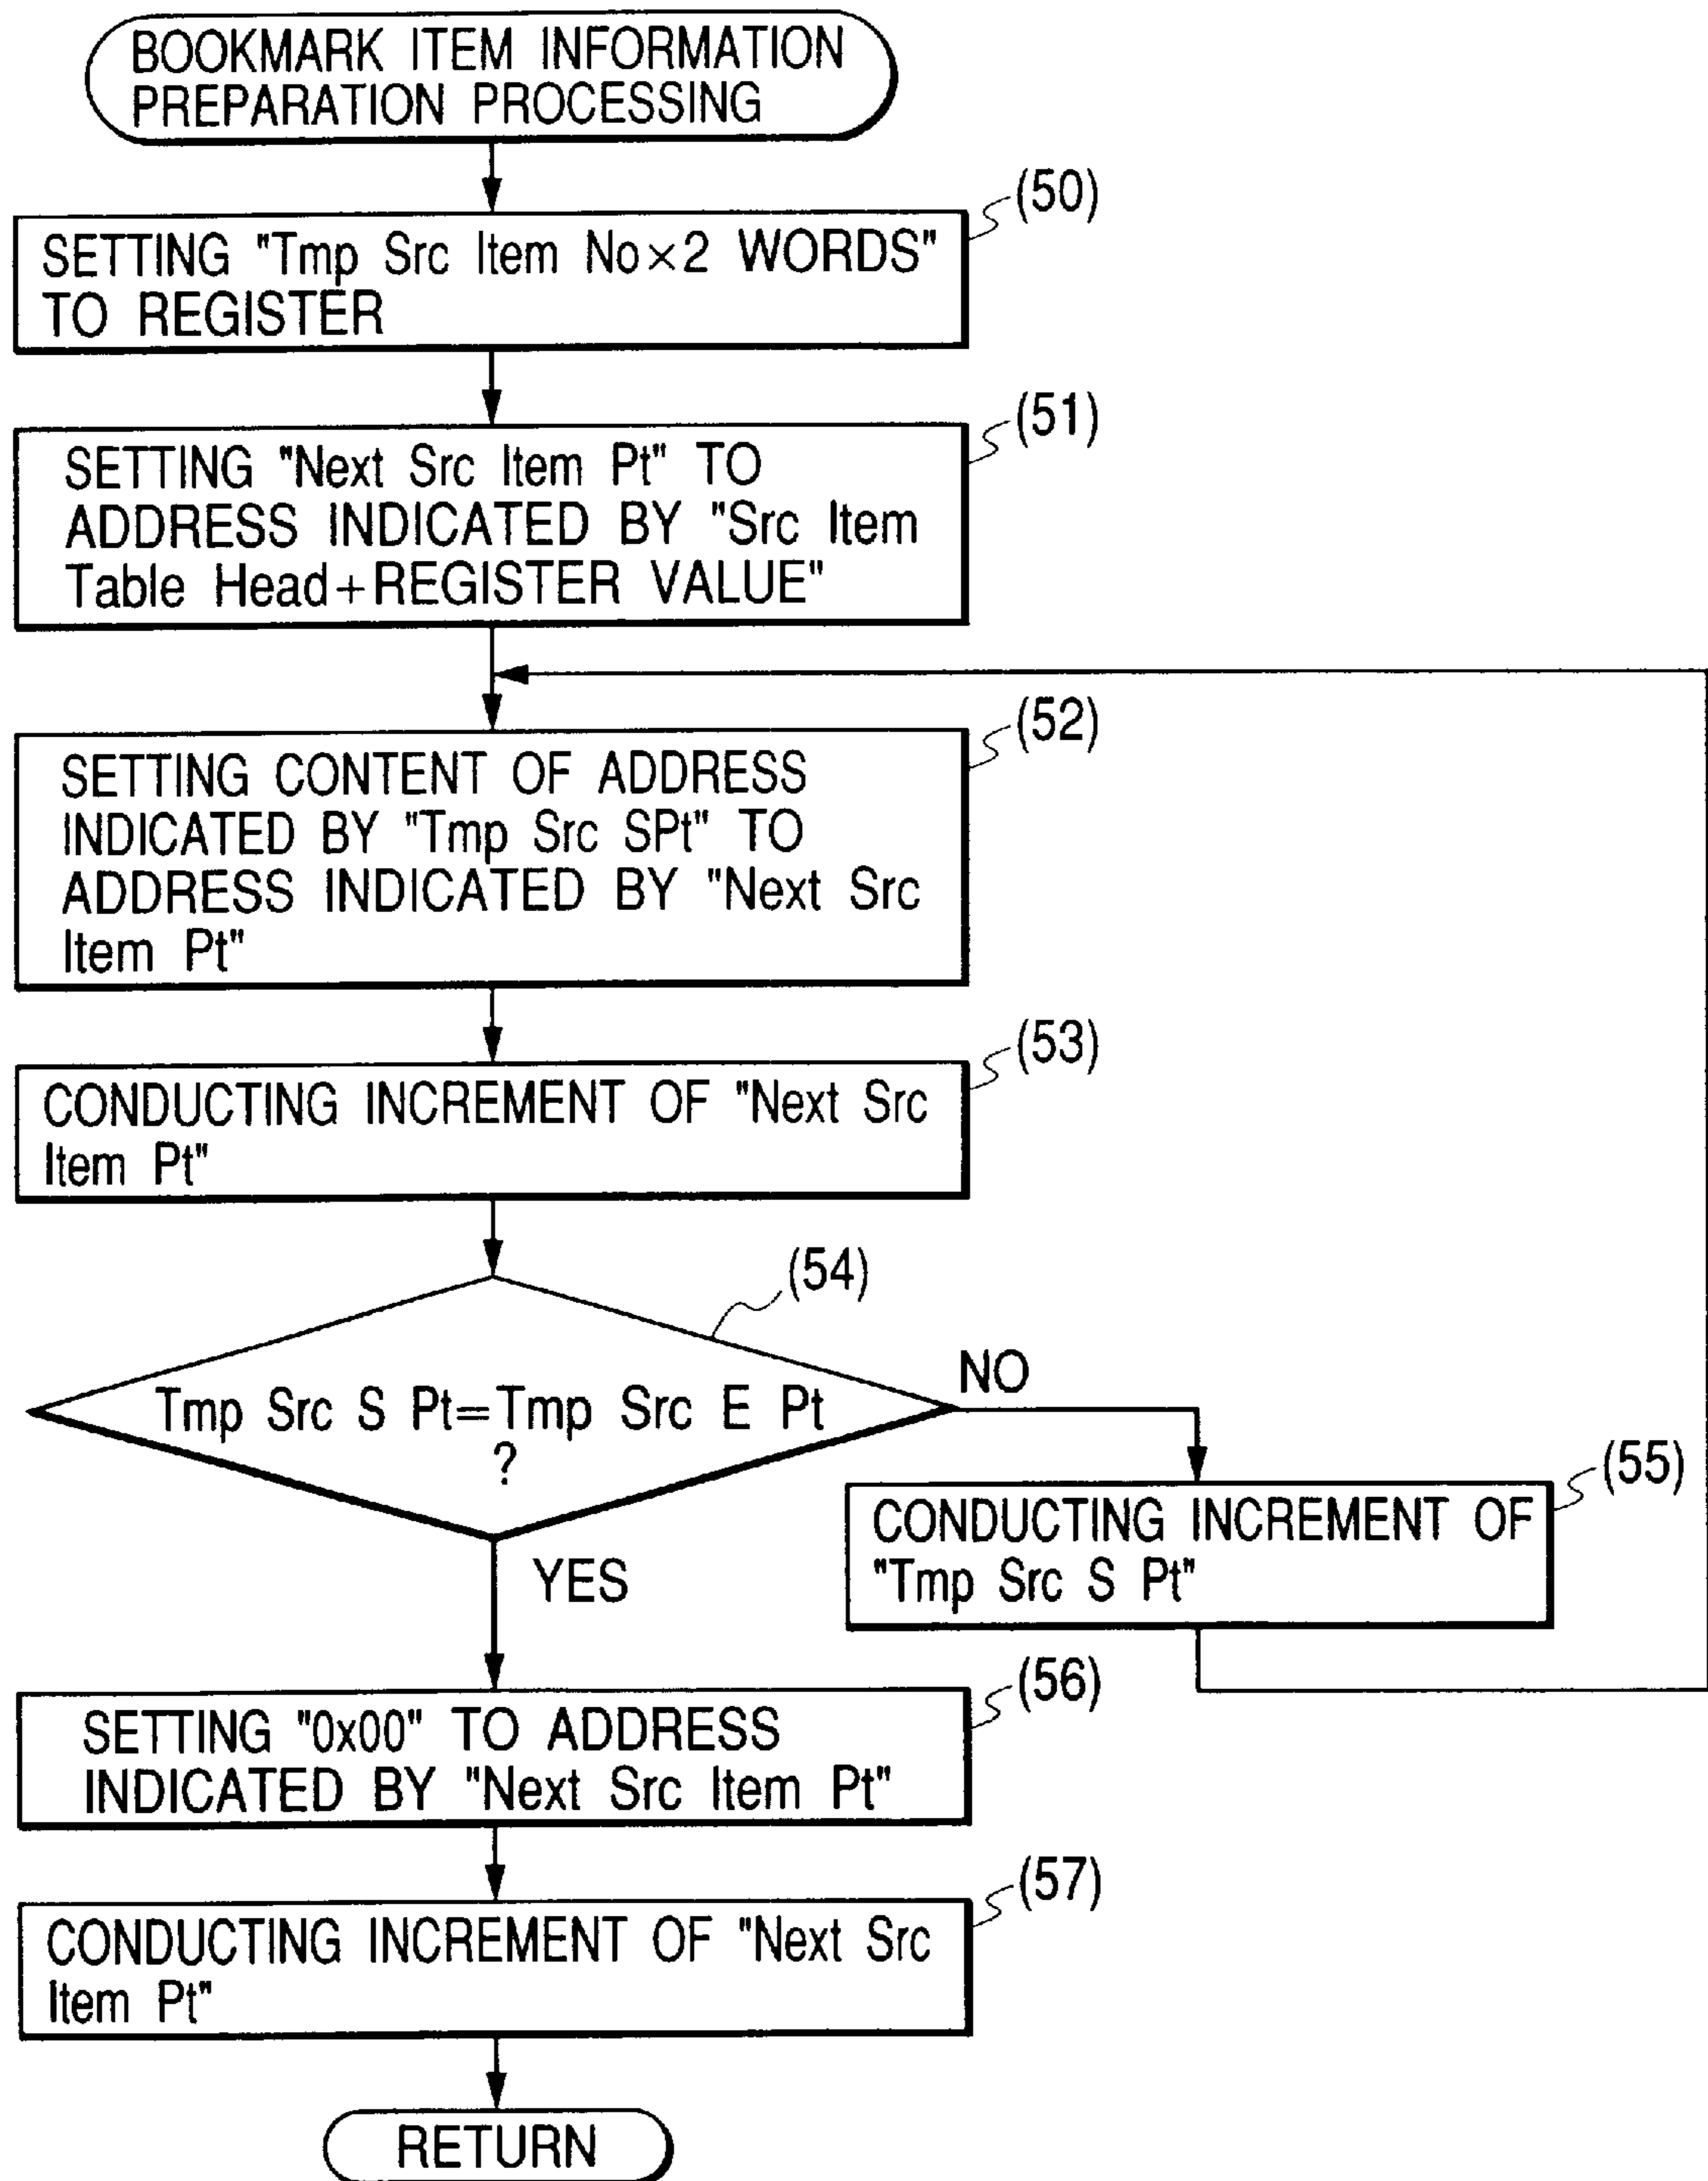 BOOKMARK ITEM INFORMATION
PREPARATION PROCESSING
(50)
SETTING "Tmp Src Item No×2 WORDS"
TO REGISTER
(51)
SETTING "Next Src Item Pt" TO
ADDRESS INDICATED BY "Src Item
Table Head+REGISTER VALUE"
(52)
SETTING CONTENT OF ADDRESS
INDICATED BY "Tmp Src SPt" TO
ADDRESS INDICATED BY "Next Src
Item Pt"
(53)
CONDUCTING INCREMENT OF "Next Src
Item Pt"
(54)
Tmp Src S Pt=Tmp Src E Pt
?
NO
YES
(55)
CONDUCTING INCREMENT OF
"Tmp Src S Pt"
(56)
SETTING "0x00" TO ADDRESS
INDICATED BY "Next Src Item Pt"
(57)
CONDUCTING INCREMENT OF "Next Src
Item Pt"
RETURN